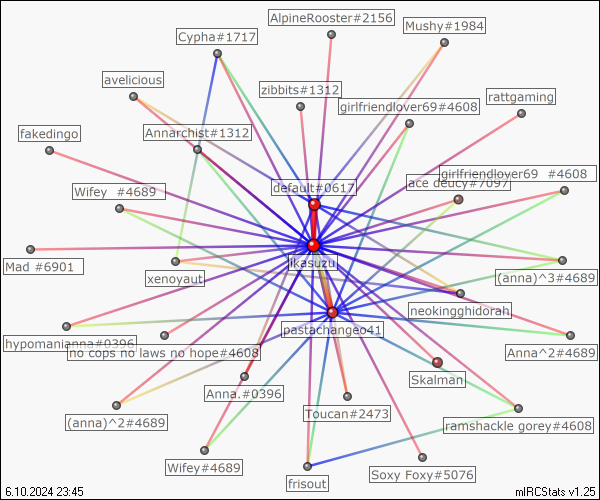 AlpineRooster#2156
Mushy#1984
Cypha#1717
avelicious
zibbits#1312
rattgaming
girlfriendlover69#4608
Annarchist#1312
fakedingo
girlfriendlover69 #4608
default#0617
ace deucy#7097
Wifey #4689
ikasuzu
Mad #6901
xenoyaut
(anna)^3#4689
neokingghidorah
pastachangeo41
hypomanianna#0396
no cops no laws no hope#4608
Anna^2#4689
Skalman
Anna.#0396
Toucan#2473
(anna)^2#4689
ramshackle gorey#4608
Wifey#4689
Soxy Foxy#5076
frisout
6.10.2024 23:45
mIRCStats v1.25